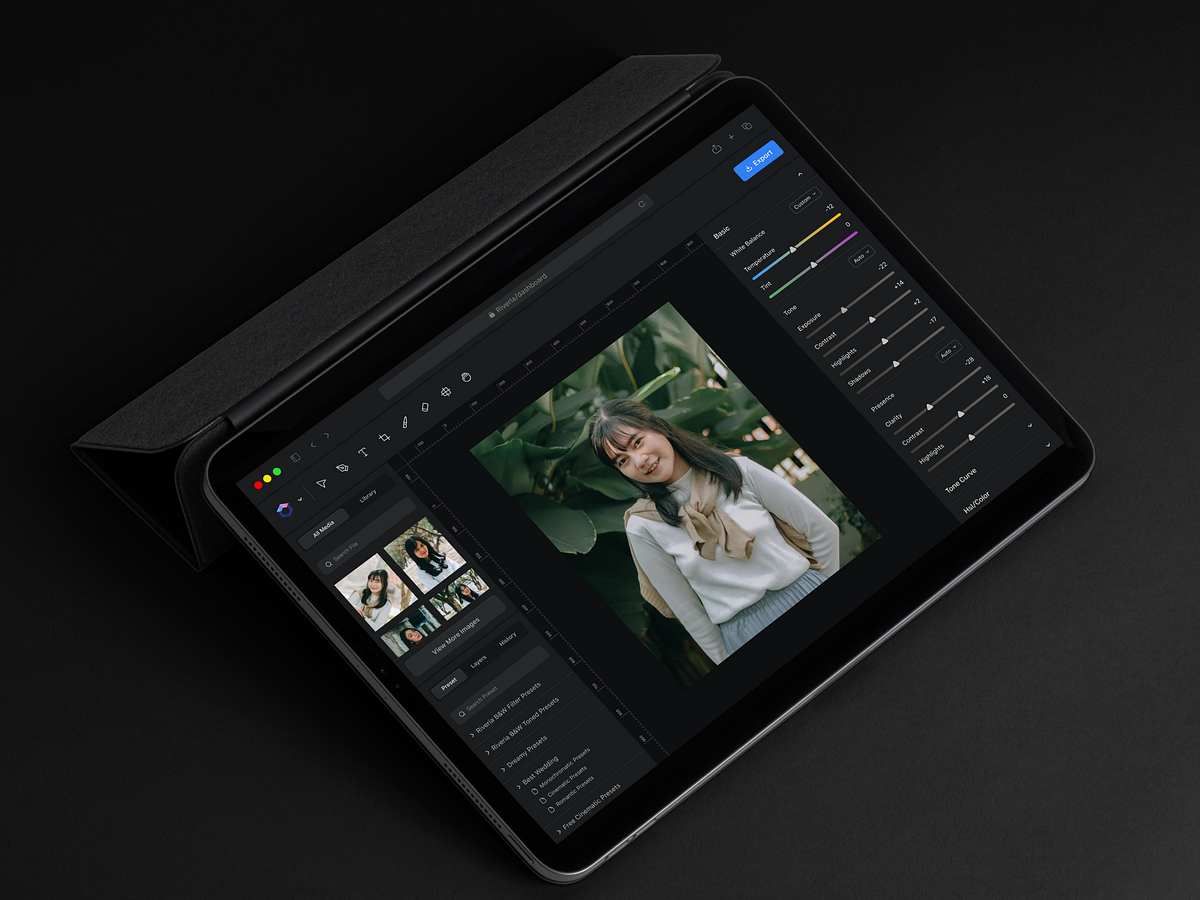 Riveria/dashboard
Export
All Media
Library
Search File
View More Images
Preset
Layers
History
Search Preset
Riveria B&W Filter Presets
Riveria B&W Toned Presets
Dreamy Presets
Best Wedding
Monochromatic Presets
Cinematic Presets
Romantic Presets
Free Cinematic Presets
Basic
White Balance
Custom
Temperature
-12
Tint
0
Tone
Auto
Exposure
-22
Contrast
+14
Highlights
+2
Shadows
-17
Presence
Auto
Clarity
-28
Contrast
+18
Highlights
0
Tone Curve
Hsl/Color